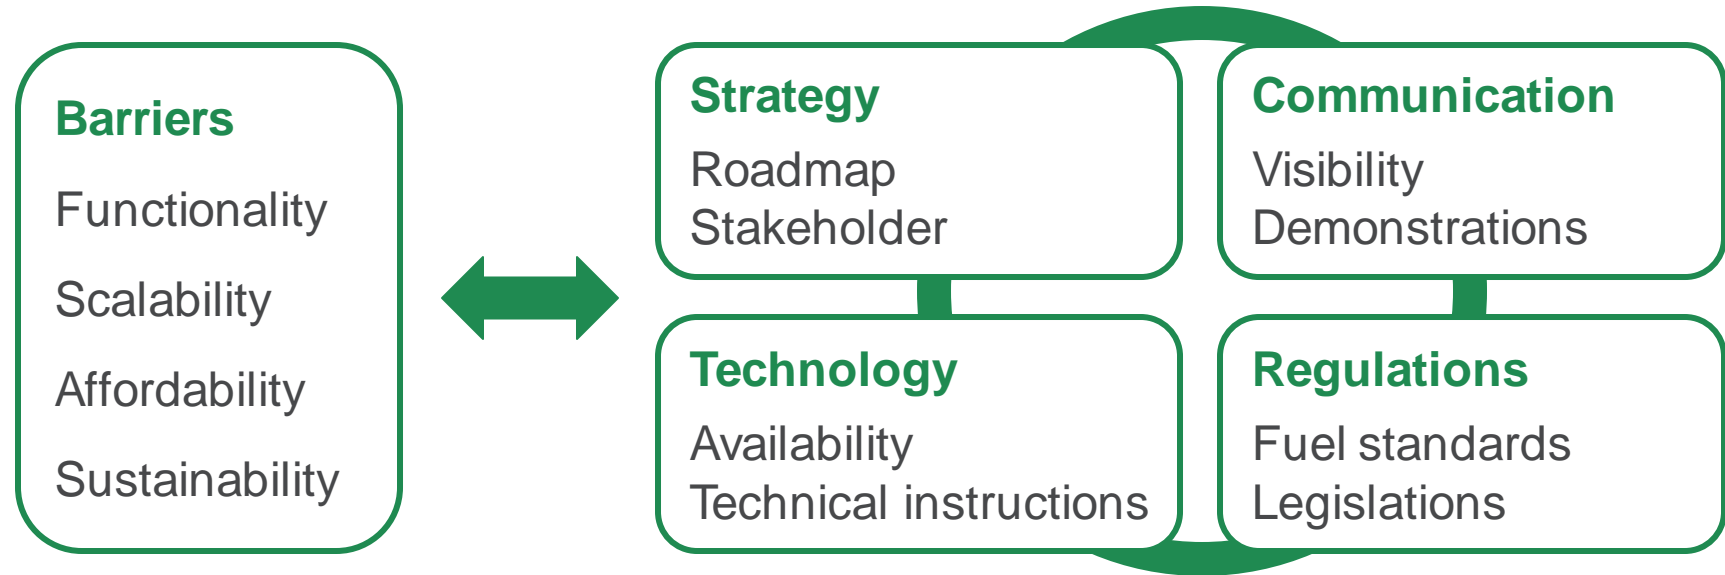 Barriers
Functionality
Scalability
Affordability
Sustainability
Strategy
Roadmap
Stakeholder
Communication
Visibility
Demonstrations
Technology
Availability
Technical instructions
Regulations
Fuel standards
Legislations